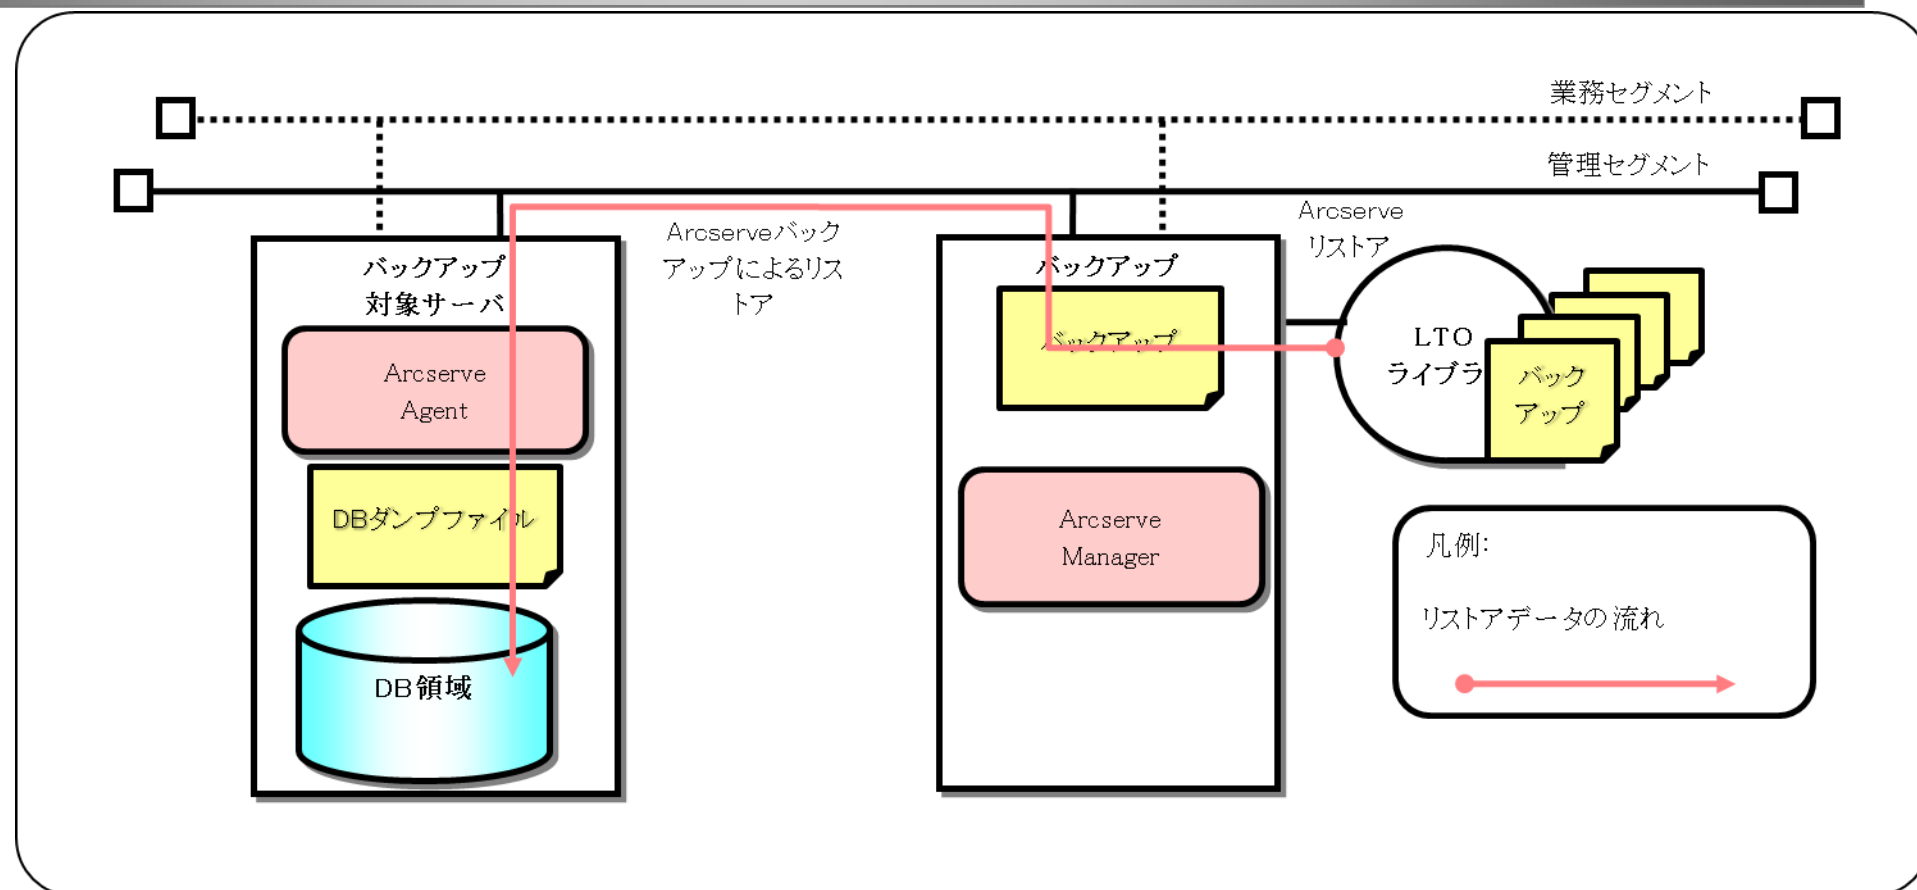 業務セグメント
管理セグメント
Arcserve
リストア
Arcserveバック
アップによるリス
トア
バックアップ
対象サーバ
Arcserve
Agent
DBダンプファイル
DB領域
バックアップ
バックアップ
Arcserve
Manager
LTO
ライブラ
バック
アップ
凡例:
リストアデータの流れ